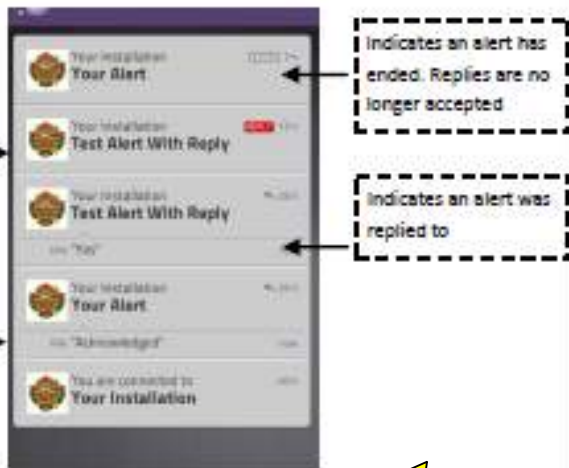 Your Installation
Your Alert
Your Installation
REPLY
Test Alert With Reply
Your Installation
Test Alert With Reply
"Yes"
Your Installation
Your Alert
"Acknowledged"
You are connected to
Your Installation
Indicates an alert has
ended. Replies are no
longer accepted
Indicates an alert was
replied to